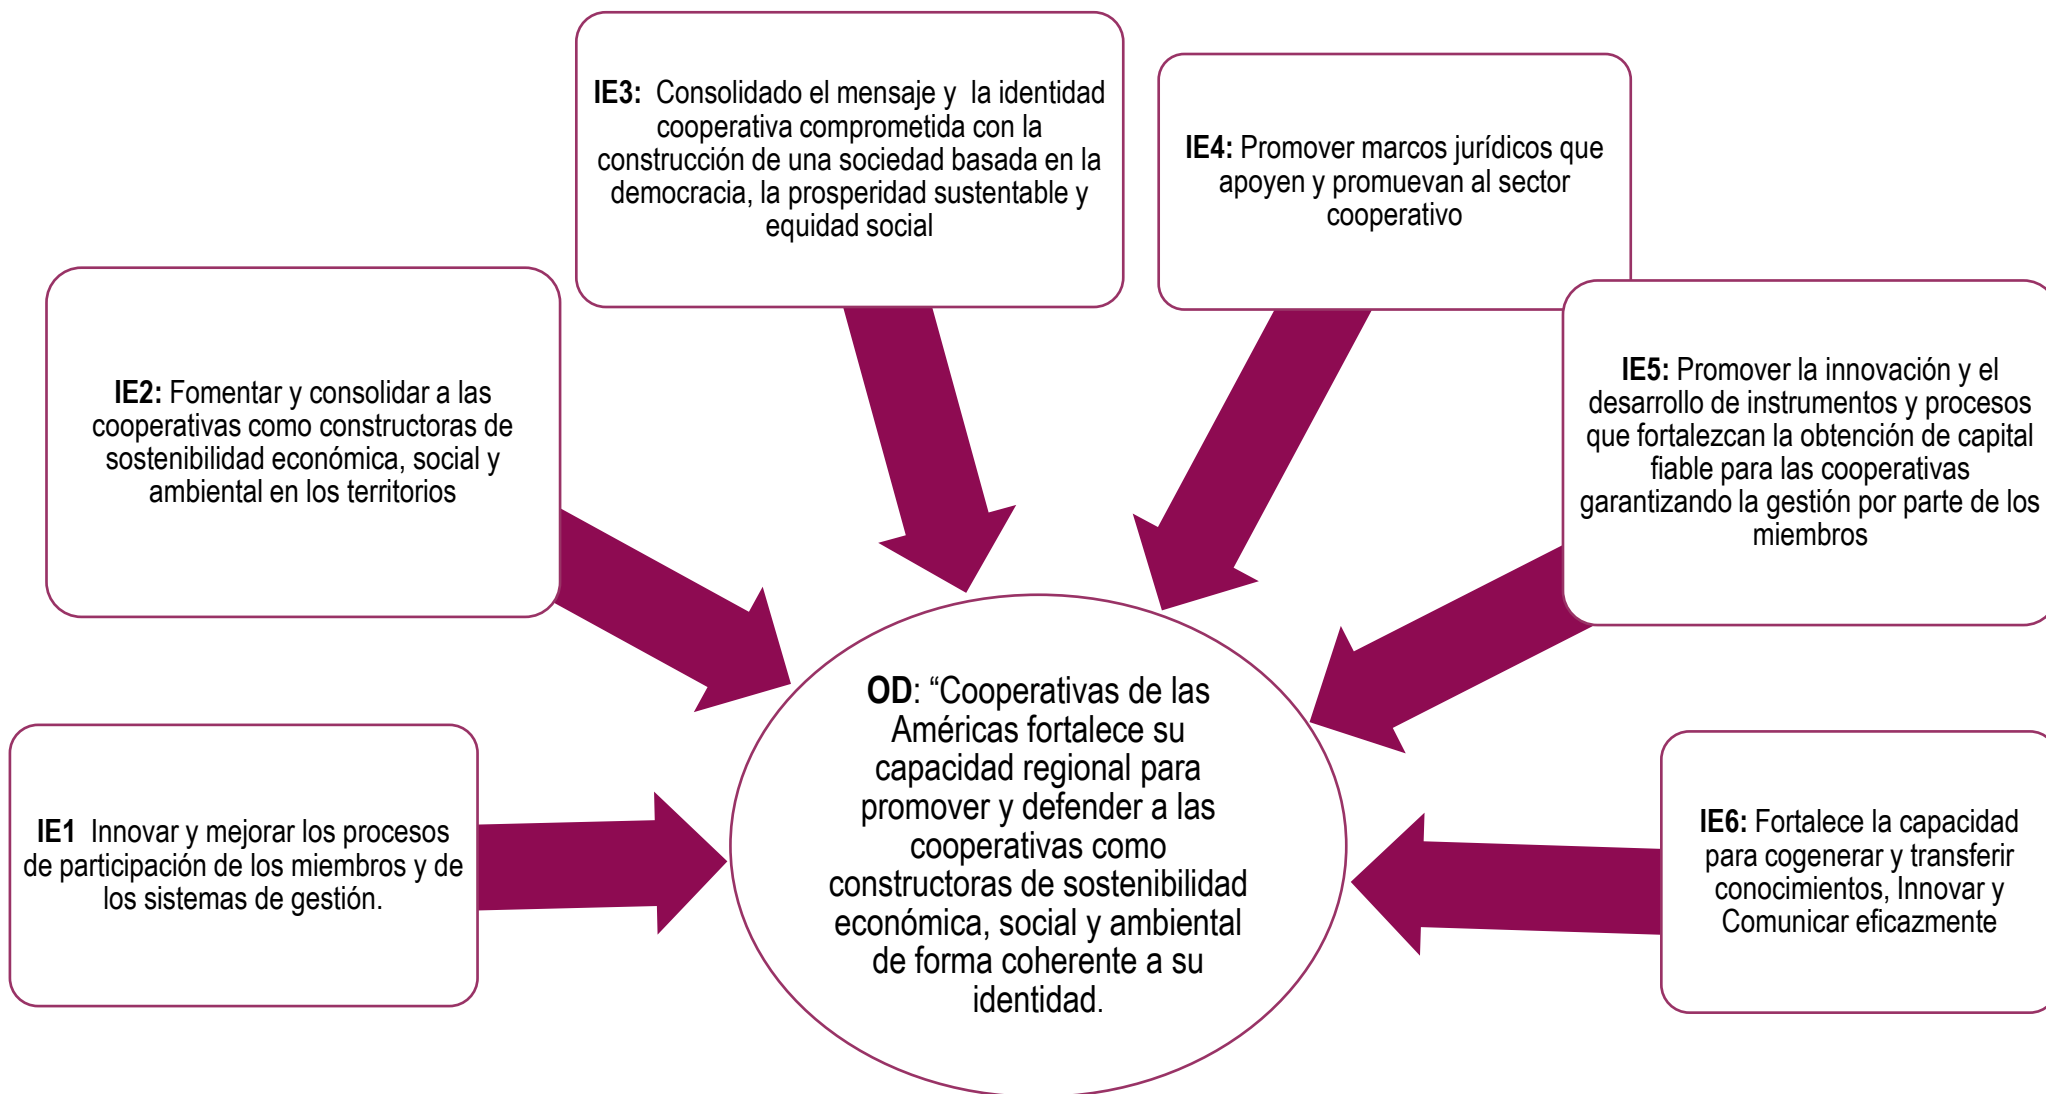 IE3: Consolidado el mensaje y la identidad
cooperativa comprometida con la
construcción de una sociedad basada en la
democracia, la prosperidad sustentable y
equidad social
IE4: Promover marcos jurídicos que
apoyen y promuevan al sector
cooperativo
IE2: Fomentar y consolidar a las
cooperativas como constructoras de
sostenibilidad económica, social y
ambiental en los territorios
IE5: Promover la innovación y el
desarrollo de instrumentos y procesos
que fortalezcan la obtención de capital
fiable para las cooperativas
garantizando la gestión por parte de los
miembros
IE1 Innovar y mejorar los procesos
de participación de los miembros y de
los sistemas de gestión.
OD: “Cooperativas de las
Américas fortalece su
capacidad regional para
promover y defender a las
cooperativas como
constructoras de sostenibilidad
económica, social y ambiental
de forma coherente a su
identidad.
IE6: Fortalece la capacidad
para cogenerar y transferir
conocimientos, Innovar y
Comunicar eficazmente